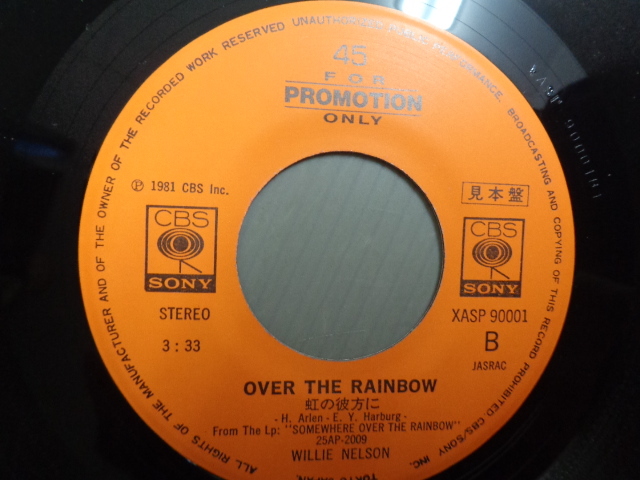 ALL RIGHTS OF THE MANUFACTURER AND OF THE OWNER OF THE RECORDED WORK RESERVED UNAUTHORIZED PERFORMANCE, BROADCASTING AND COPYING OF THIS RECORD PROHIBITED CBS/SONY INC.
45
FOR
PROMOTION
ONLY
Ⓟ 1981 CBS Inc.
見本盤
CBS
SONY
CBS
SONY
STEREO
XASP 90001
3:33
B
JASRAC
OVER THE RAINBOW
虹の彼方に
- H. Arlen - E. Y. Harburg -
From The Lp: "SOMEWHERE OVER THE RAINBOW"
25AP-2009
WILLIE NELSON